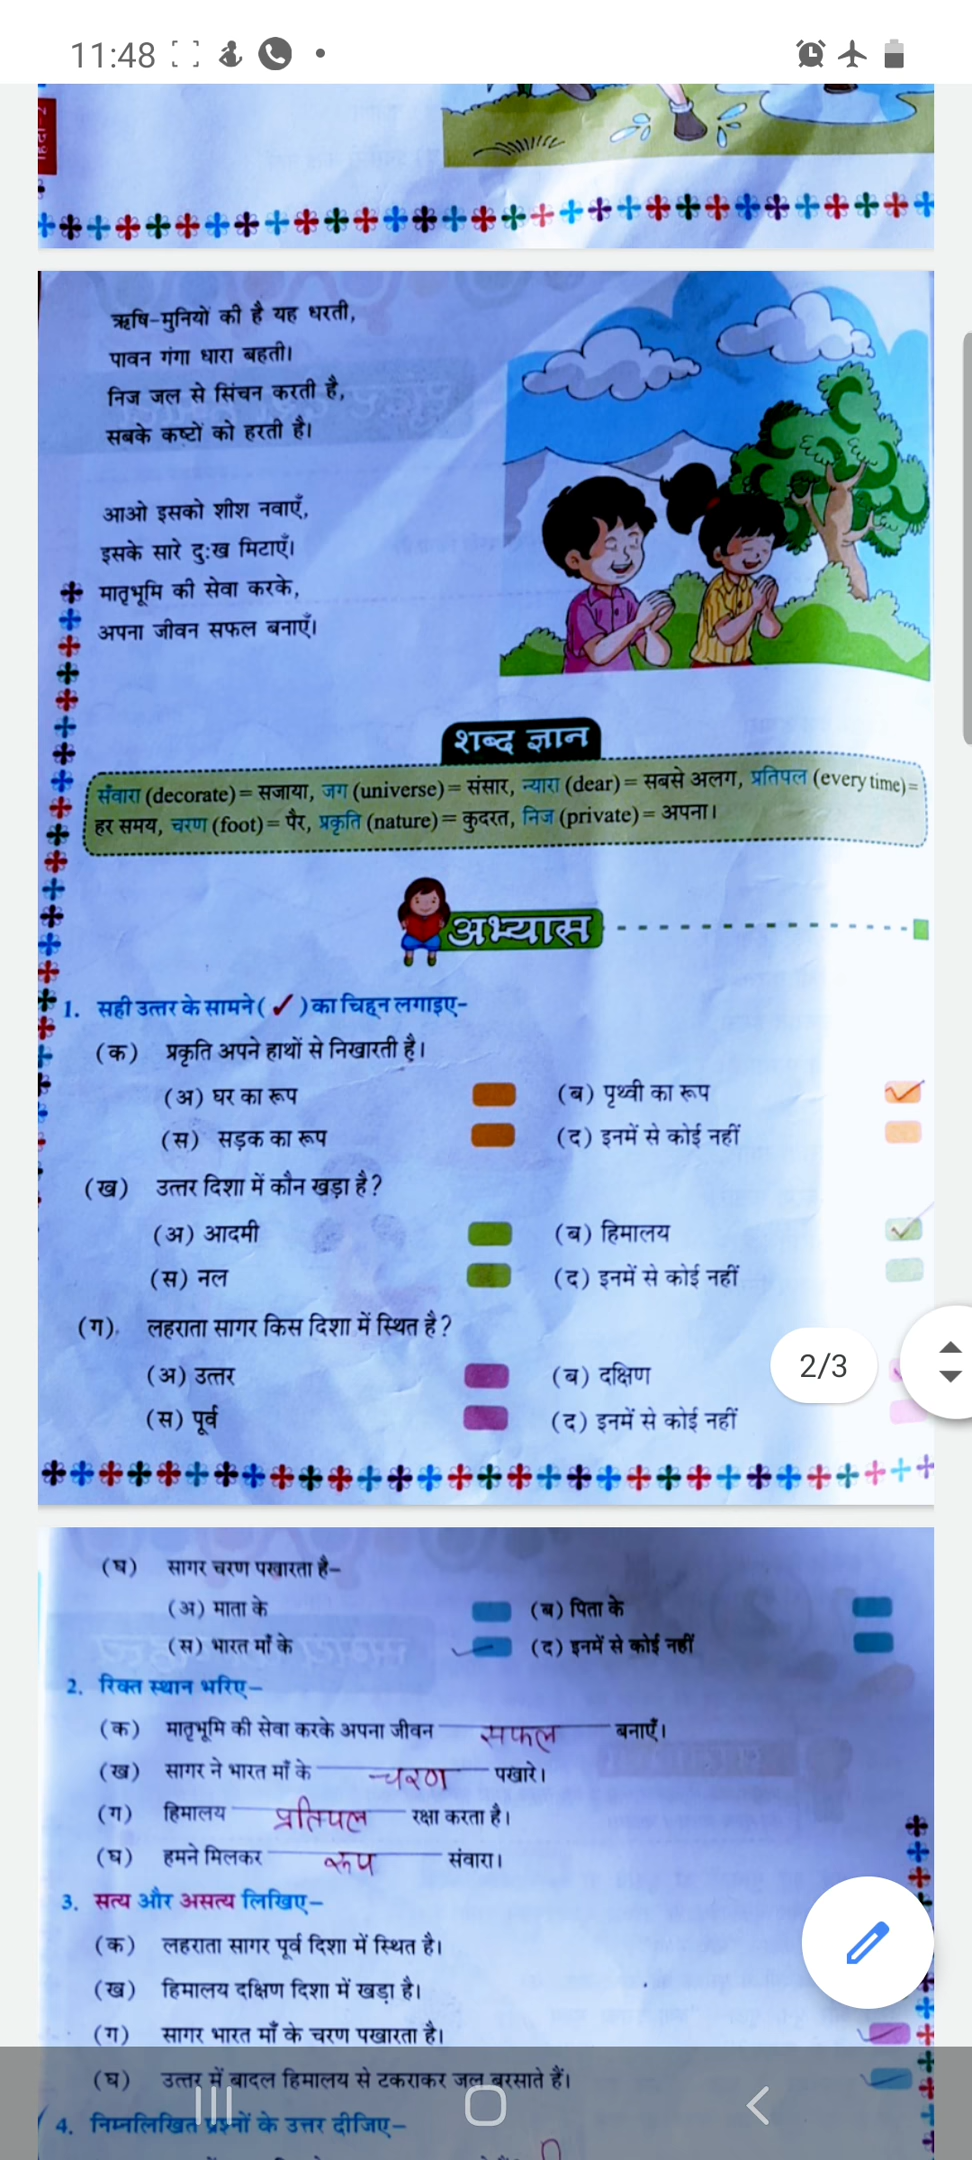 11:48
हिंदी-2
ऋषि-मुनियों की है यह धरती,
पावन गंगा धारा बहती।
निज जल से सिंचन करती है,
सबके कष्टों को हरती है।
आओ इसको शीश नवाएँ,
इसके सारे दुःख मिटाएँ।
मातृभूमि की सेवा करके,
अपना जीवन सफल बनाएँ।
शब्द ज्ञान
सँवारा (decorate) = सजाया, जग (universe) = संसार, न्यारा (dear) = सबसे अलग, प्रतिपल (every time) =
हर समय, चरण (foot) = पैर, प्रकृति (nature) = कुदरत, निज (private) = अपना।
अभ्यास
1. सही उत्तर के सामने (✓) का चिह्न लगाइए-
(क) प्रकृति अपने हाथों से निखारती है।
(अ) घर का रूप (ब) पृथ्वी का रूप
(स) सड़क का रूप (द) इनमें से कोई नहीं
(ख) उत्तर दिशा में कौन खड़ा है?
(अ) आदमी (ब) हिमालय
(स) नल (द) इनमें से कोई नहीं
(ग) लहराता सागर किस दिशा में स्थित है?
(अ) उत्तर (ब) दक्षिण
(स) पूर्व (द) इनमें से कोई नहीं
2/3
(घ) सागर चरण पखारता है-
(अ) माता के (ब) पिता के
(स) भारत माँ के (द) इनमें से कोई नहीं
2. रिक्त स्थान भरिए-
(क) मातृभूमि की सेवा करके अपना जीवन सफल बनाएँ।
(ख) सागर ने भारत माँ के चरण पखारे।
(ग) हिमालय प्रतिपल रक्षा करता है।
(घ) हमने मिलकर रूप संवारा।
3. सत्य और असत्य लिखिए-
(क) लहराता सागर पूर्व दिशा में स्थित है।
(ख) हिमालय दक्षिण दिशा में खड़ा है।
(ग) सागर भारत माँ के चरण पखारता है।
(घ) उत्तर में बादल हिमालय से टकराकर जल बरसाते हैं।
4. निम्नलिखित प्रश्नों के उत्तर दीजिए-